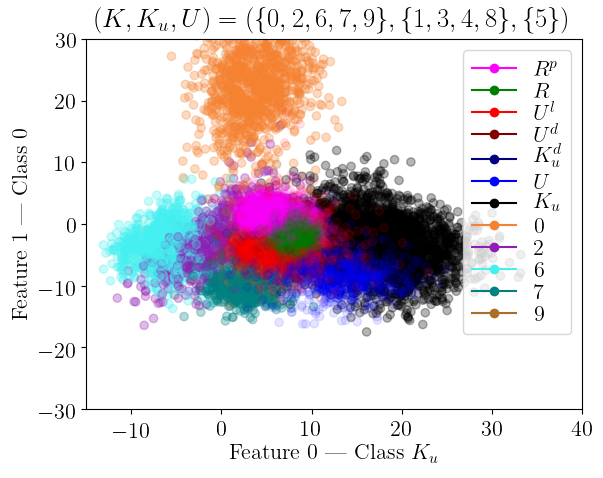 (K, K_u, U) = ({0, 2, 6, 7, 9}, {1, 3, 4, 8}, {5})
30
20
10
0
−10
−20
−30
Feature 1 — Class 0
R^p
R
U^l
U^d
K_u^d
U
K_u
0
2
6
7
9
−10 0 10 20 30 40
Feature 0 — Class K_u